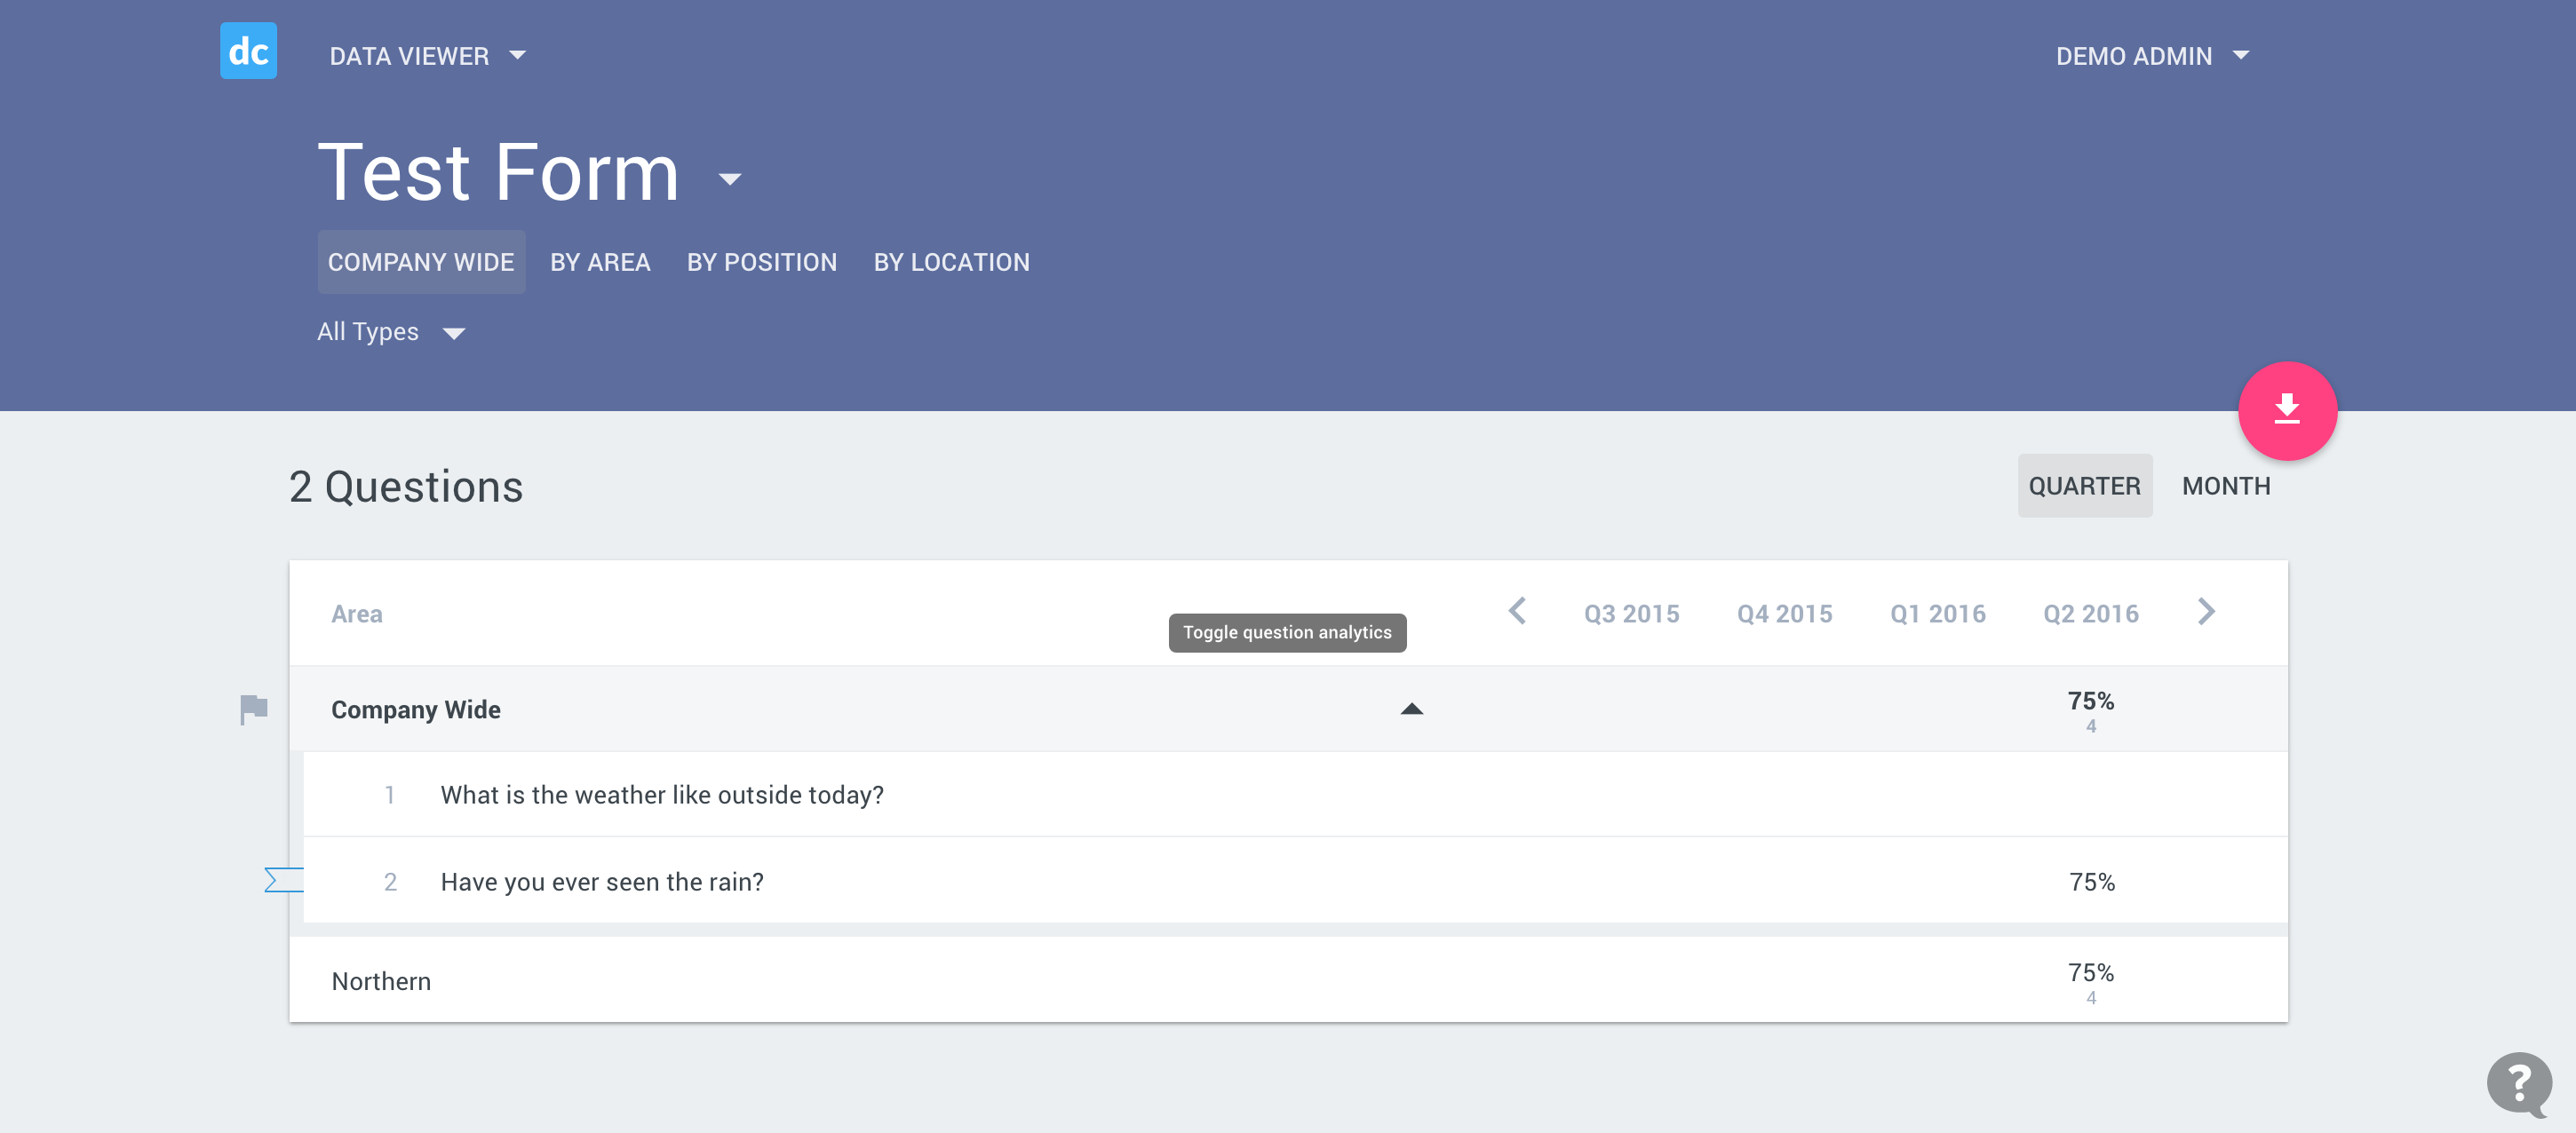 dc DATA VIEWER DEMO ADMIN
Test Form
COMPANY WIDE BY AREA BY POSITION BY LOCATION
All Types
2 Questions QUARTER MONTH
Area Q3 2015 Q4 2015 Q1 2016 Q2 2016
Toggle question analytics
Company Wide 75%
4
1 What is the weather like outside today?
2 Have you ever seen the rain? 75%
Northern 75%
4
?